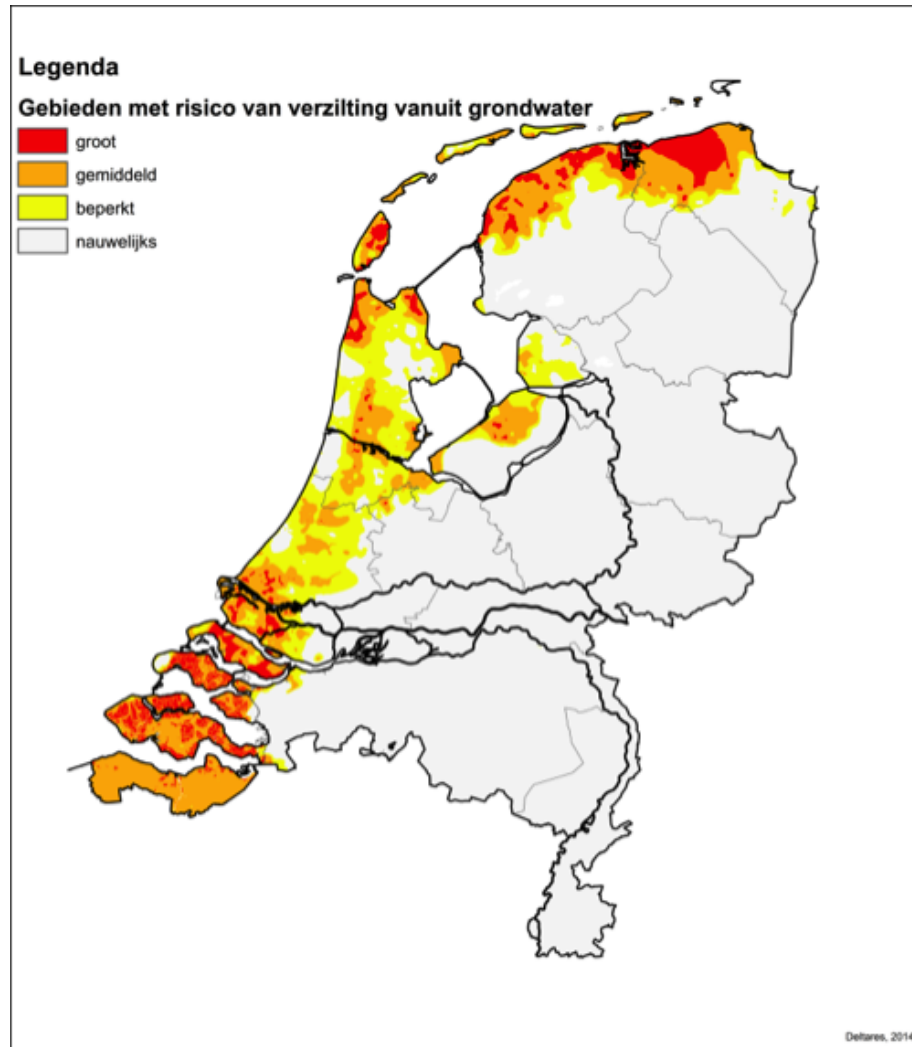 Legenda
Gebieden met risico van verzilting vanuit grondwater
groot
gemiddeld
beperkt
nauwelijks
Deltares, 2014